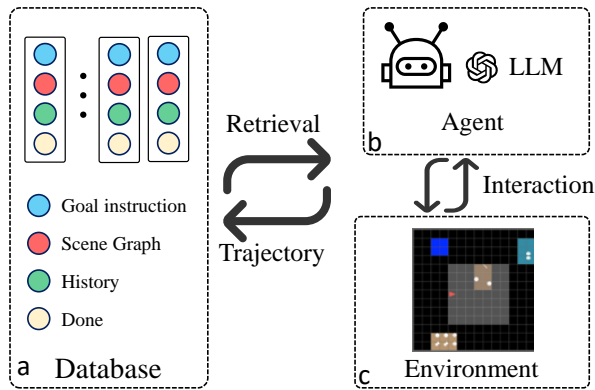 Goal instruction
Scene Graph
History
Done
a
Database
Retrieval
Trajectory
LLM
Agent
b
Interaction
c
Environment